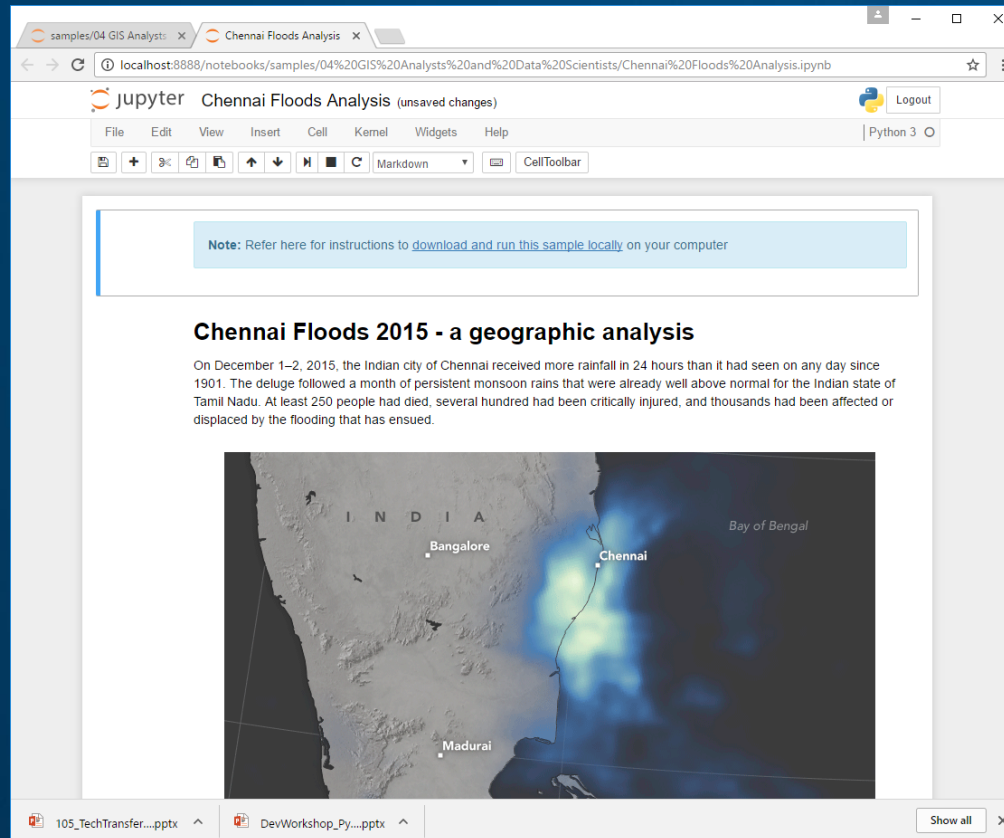 samples/04 GIS Analysts
Chennai Floods Analysis
localhost:8888/notebooks/samples/04%20GIS%20Analysts%20and%20Data%20Scientists/Chennai%20Floods%20Analysis.ipynb
jupyter Chennai Floods Analysis (unsaved changes)
Logout
File Edit View Insert Cell Kernel Widgets Help
Python 3
Markdown
CellToolbar
Note: Refer here for instructions to download and run this sample locally on your computer
Chennai Floods 2015 - a geographic analysis
On December 1–2, 2015, the Indian city of Chennai received more rainfall in 24 hours than it had seen on any day since
1901. The deluge followed a month of persistent monsoon rains that were already well above normal for the Indian state of
Tamil Nadu. At least 250 people had died, several hundred had been critically injured, and thousands had been affected or
displaced by the flooding that has ensued.
INDIA
Bay of Bengal
Bangalore
Chennai
Madurai
105_TechTransfer....pptx
DevWorkshop_Py....pptx
Show all